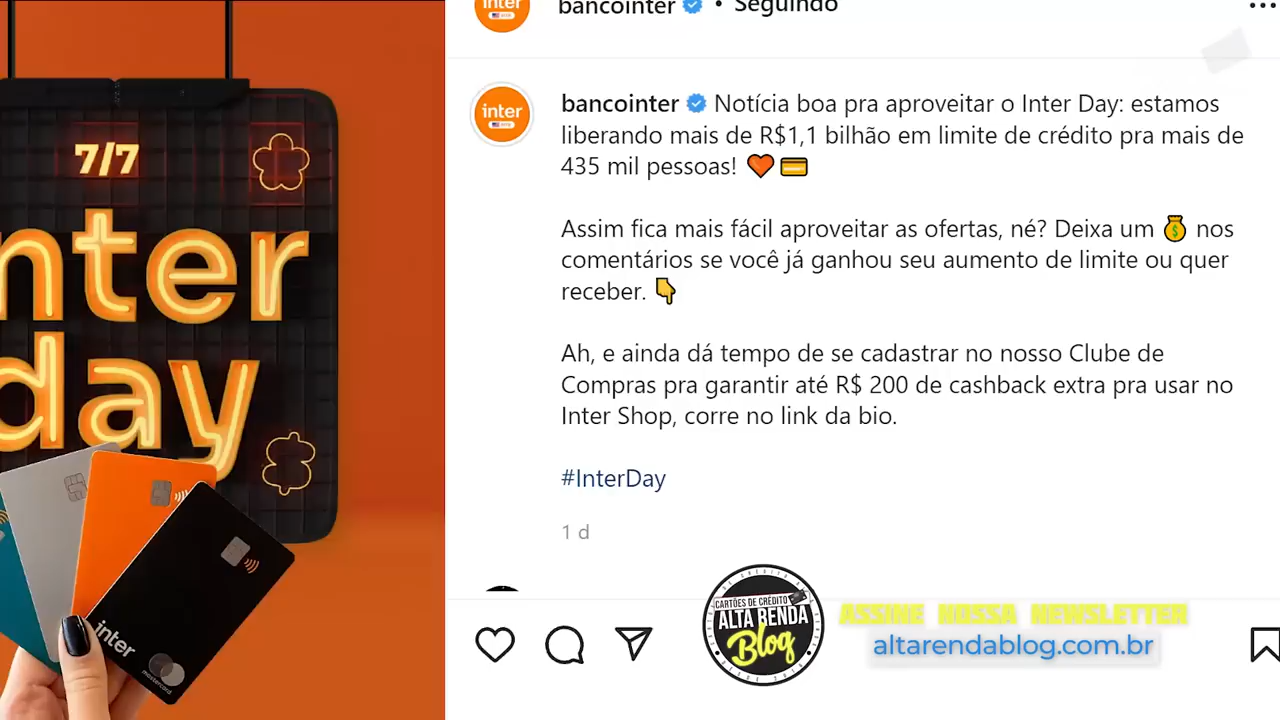 7/7
nter
day
inter
mastercard
inter
bancointer • Seguindo
inter
bancointer Notícia boa pra aproveitar o Inter Day: estamos
liberando mais de R$1,1 bilhão em limite de crédito pra mais de
435 mil pessoas!
Assim fica mais fácil aproveitar as ofertas, né? Deixa um nos
comentários se você já ganhou seu aumento de limite ou quer
receber.
Ah, e ainda dá tempo de se cadastrar no nosso Clube de
Compras pra garantir até R$ 200 de cashback extra pra usar no
Inter Shop, corre no link da bio.
#InterDay
1 d
CARTÕES DE CRÉDITO
ALTA RENDA
Blog
ASSINE NOSSA NEWSLETTER
altarendablog.com.br